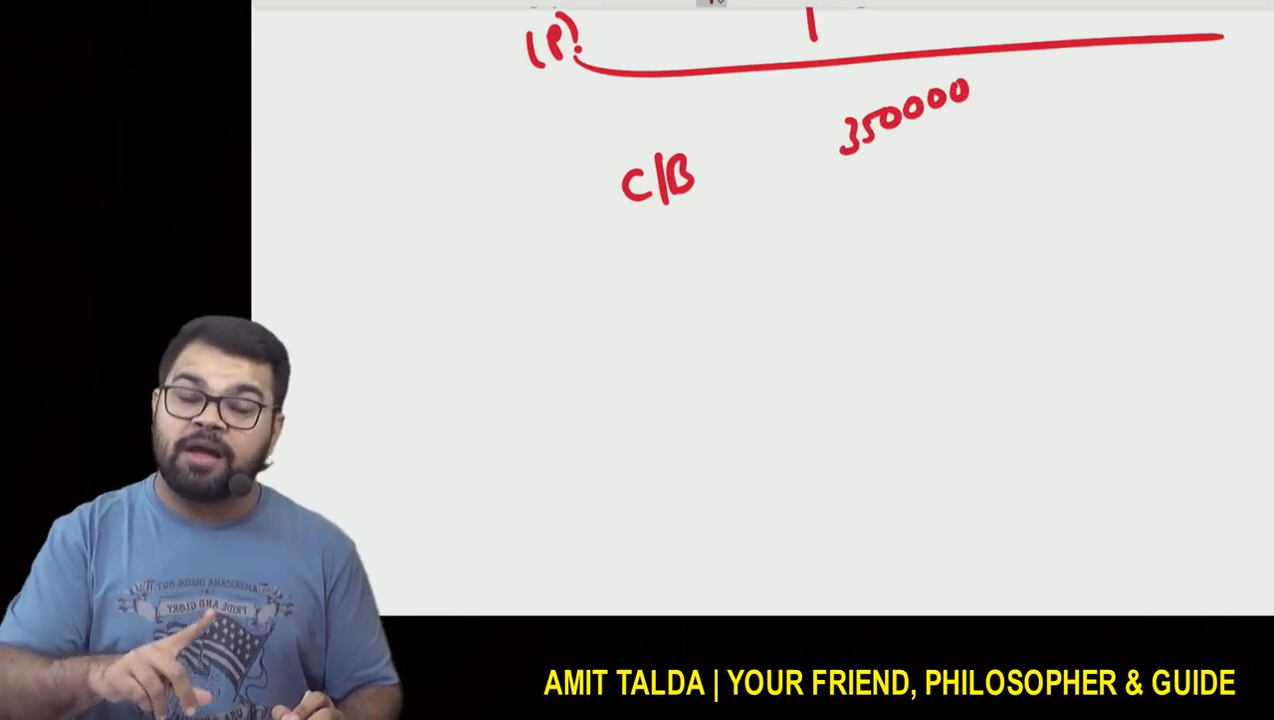 (P)
350000
C/B
AMIT TALDA | YOUR FRIEND, PHILOSOPHER & GUIDE